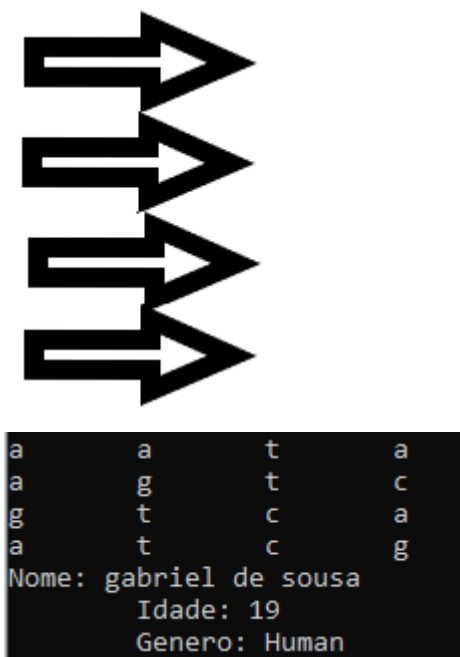 a a t a
a g t c
g t c a
a t c g
Nome: gabriel de sousa
Idade: 19
Genero: Human